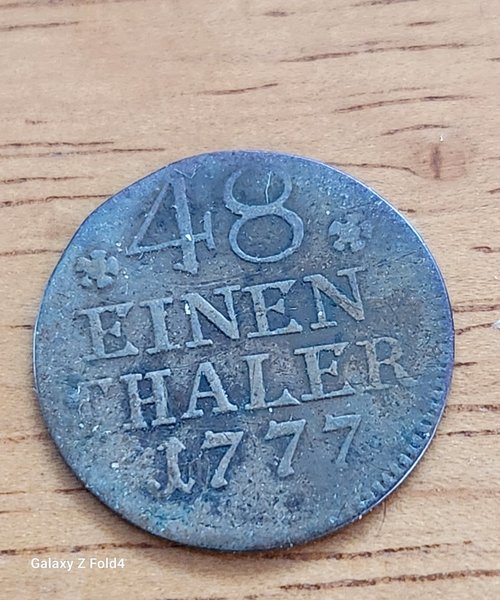 48
EINEN
THALER
1777
Galaxy Z Fold4